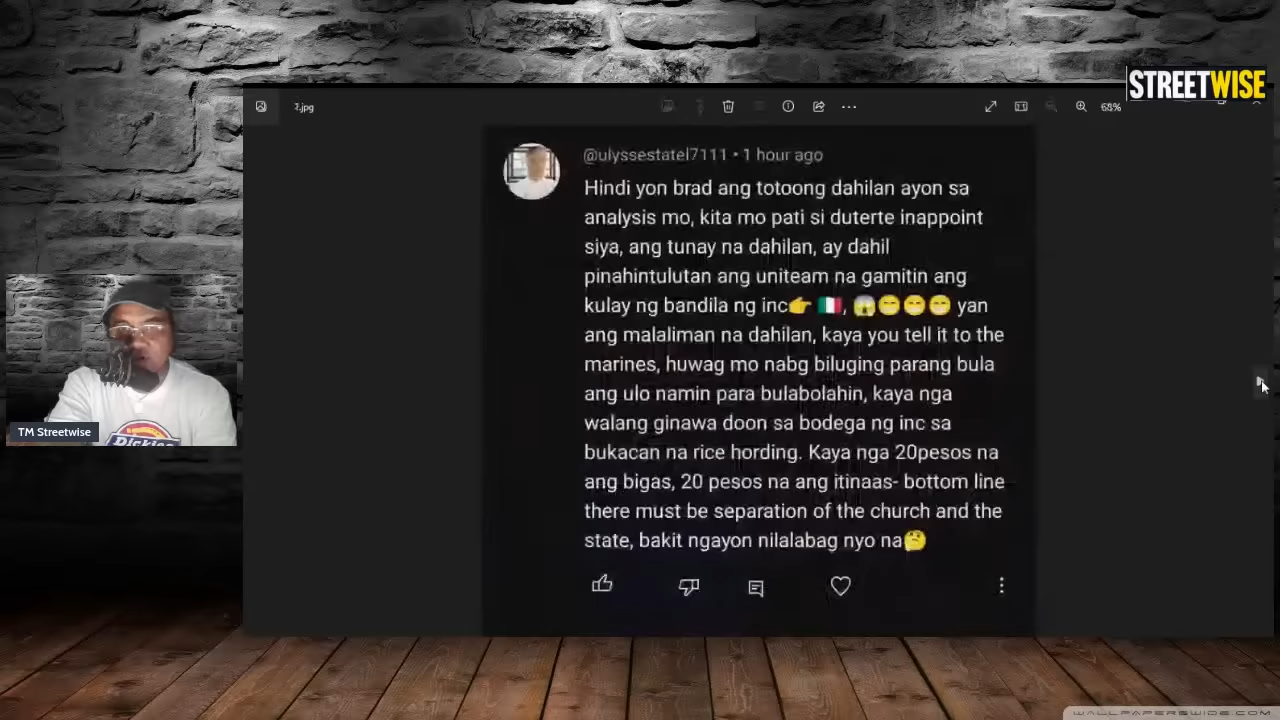 STREETWISE
?.jpg
68%
@ulyssestatel7111 • 1 hour ago
Hindi yon brad ang totoong dahilan ayon sa
analysis mo, kita mo pati si duterte inappoint
siya, ang tunay na dahilan, ay dahil
pinahintulutan ang uniteam na gamitin ang
kulay ng bandila ng inc👉 🇮🇹, 😱😁😁😁 yan
ang malaliman na dahilan, kaya you tell it to the
marines, huwag mo nabg biluging parang bula
ang ulo namin para bulabolahin, kaya nga
walang ginawa doon sa bodega ng inc sa
bukacan na rice hording. Kaya nga 20pesos na
ang bigas, 20 pesos na ang itinaas- bottom line
there must be separation of the church and the
state, bakit ngayon nilalabag nyo na🤔
TM Streetwise
Dickies
WALLPAPERSWIDE.COM